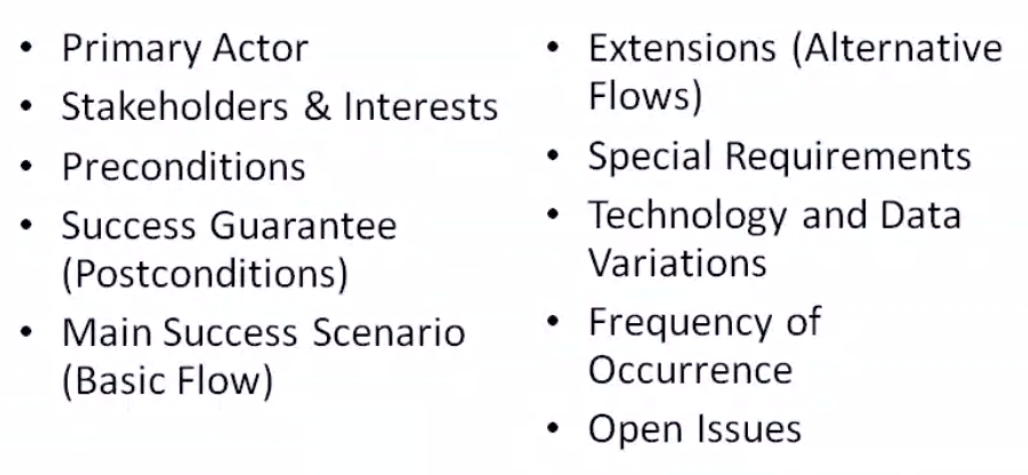 • Primary Actor
• Stakeholders & Interests
• Preconditions
• Success Guarantee
(Postconditions)
• Main Success Scenario
(Basic Flow)
• Extensions (Alternative
Flows)
• Special Requirements
• Technology and Data
Variations
• Frequency of
Occurrence
• Open Issues